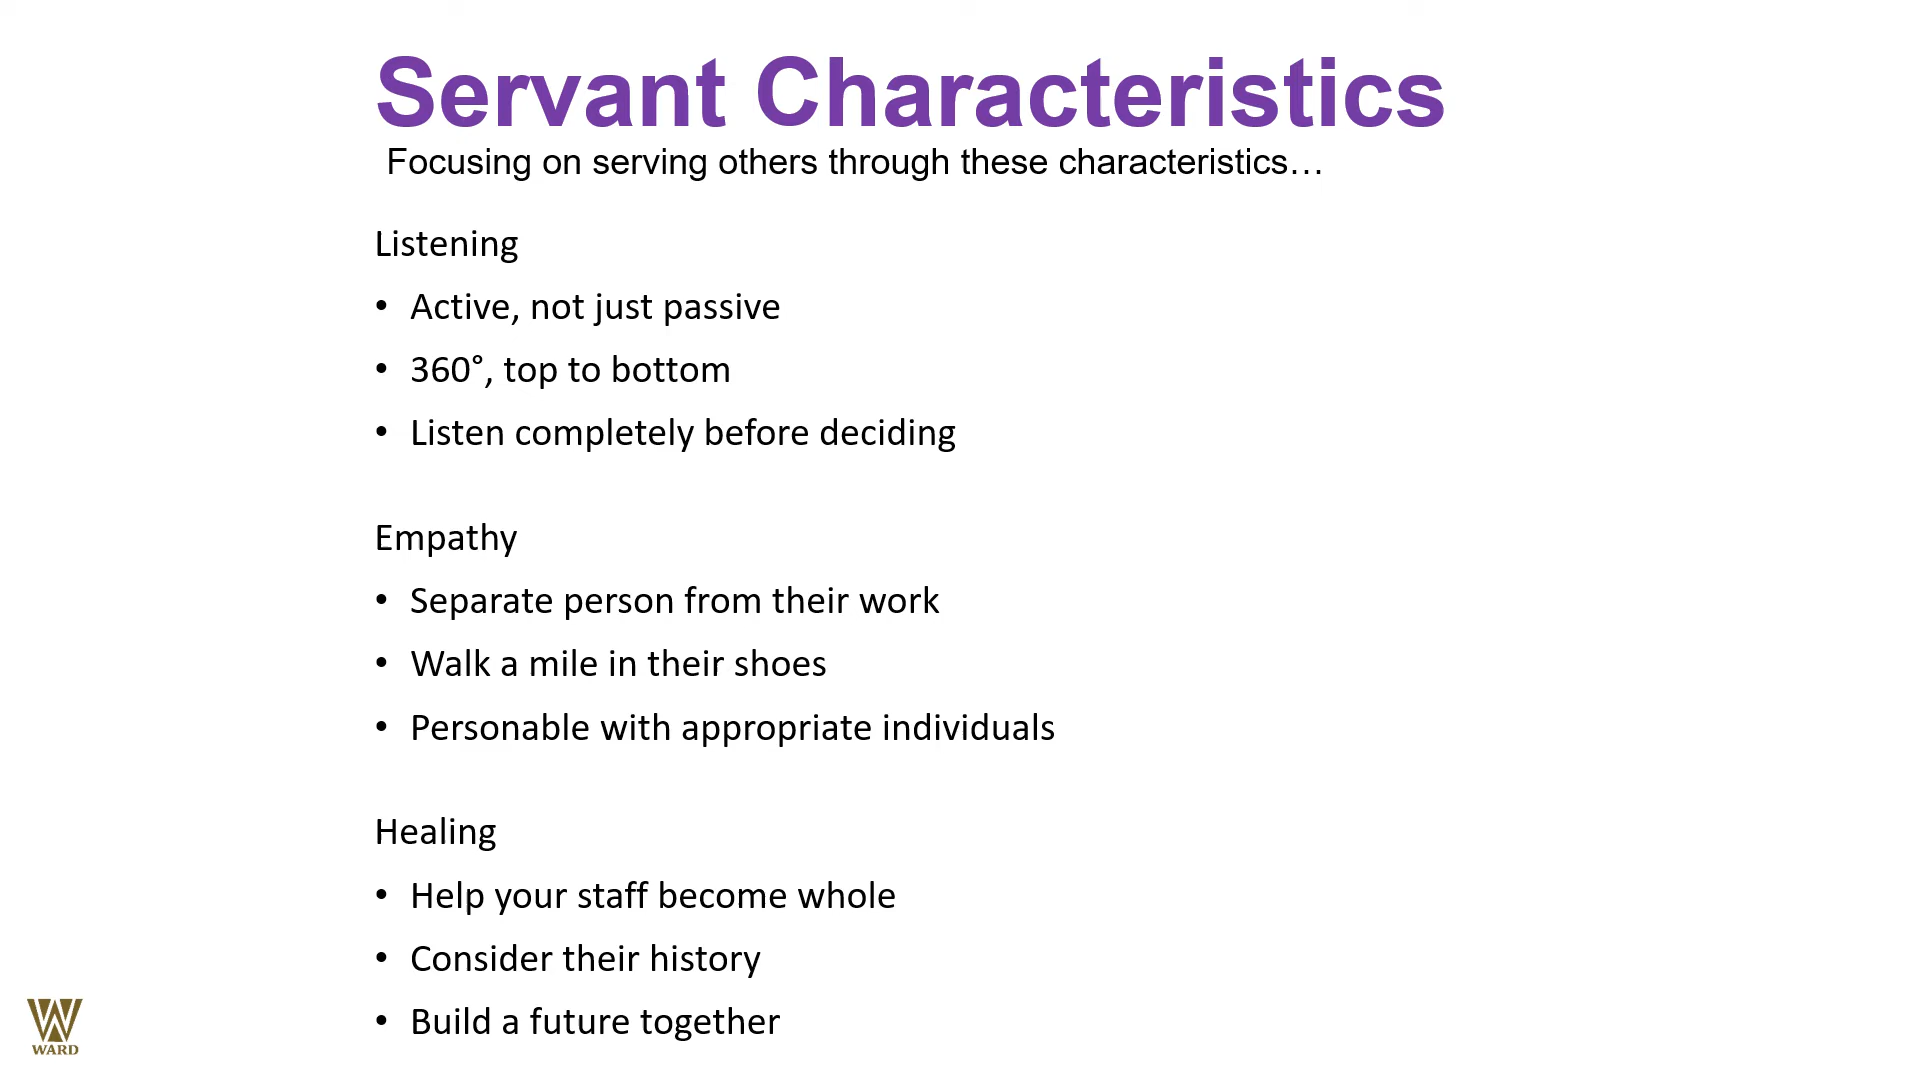 Servant Characteristics
Focusing on serving others through these characteristics…
Listening
• Active, not just passive
• 360°, top to bottom
• Listen completely before deciding
Empathy
• Separate person from their work
• Walk a mile in their shoes
• Personable with appropriate individuals
Healing
• Help your staff become whole
• Consider their history
• Build a future together
WARD